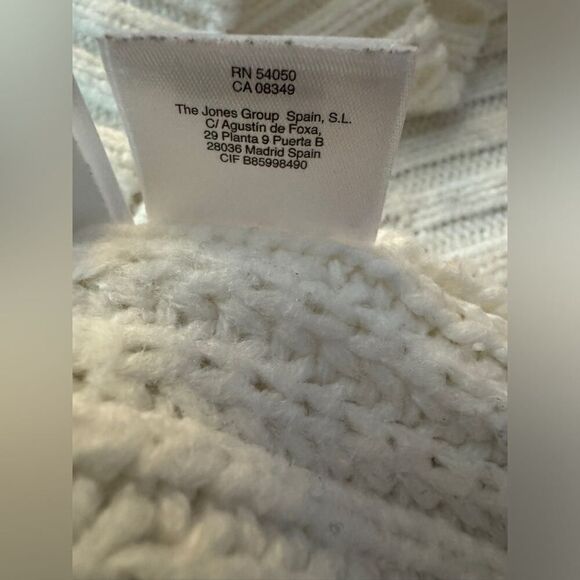 RN 54050
CA 08349
The Jones Group Spain, S.L.
C/ Agustín de Foxa,
29 Planta 9 Puerta B
28036 Madrid Spain
CIF B85998490